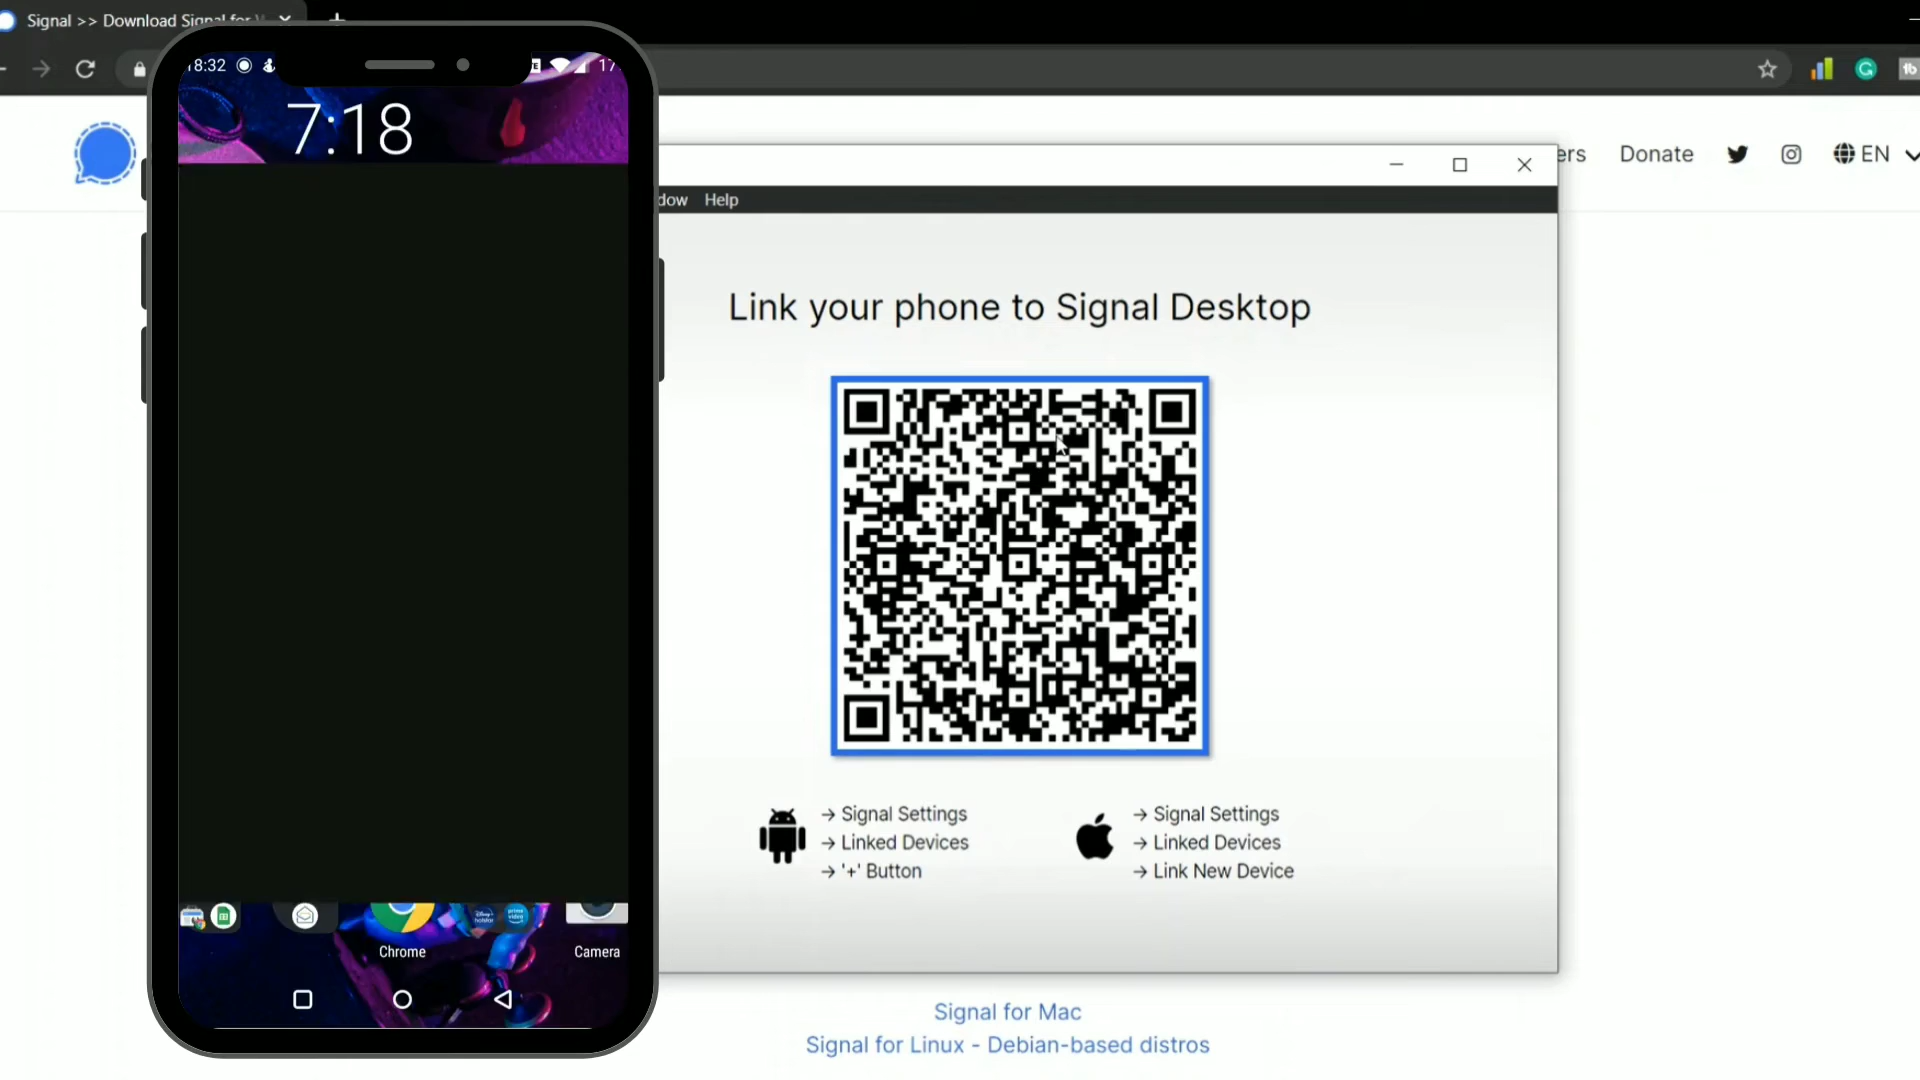 Signal >> Download Signal for
18:32
17
7:18
ers
Donate
EN
dow
Help
Link your phone to Signal Desktop
→ Signal Settings
→ Linked Devices
→ '+' Button
→ Signal Settings
→ Linked Devices
→ Link New Device
Chrome
Camera
Signal for Mac
Signal for Linux - Debian-based distros